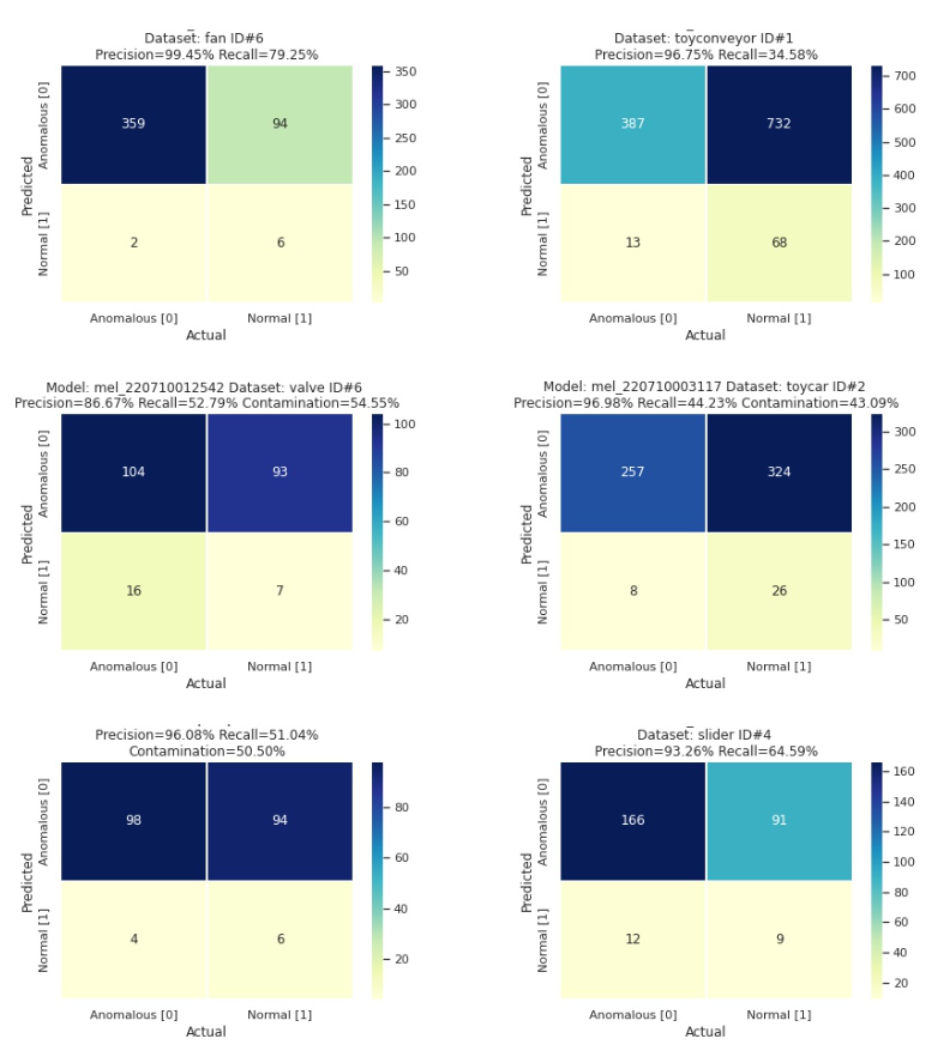 Dataset: fan ID#6
Precision=99.45% Recall=79.25%
Predicted
Anomalous [0]
Normal [1]
359
94
2
6
350
300
250
200
150
100
50
Anomalous [0]
Normal [1]
Actual
Dataset: toyconveyor ID#1
Precision=96.75% Recall=34.58%
Predicted
Anomalous [0]
Normal [1]
387
732
13
68
700
600
500
400
300
200
100
Anomalous [0]
Normal [1]
Actual
Model: mel_220710012542 Dataset: valve ID#6
Precision=86.67% Recall=52.79% Contamination=54.55%
Predicted
Anomalous [0]
Normal [1]
104
93
16
7
100
80
60
40
20
Anomalous [0]
Normal [1]
Actual
Model: mel_220710003117 Dataset: toycar ID#2
Precision=96.98% Recall=44.23% Contamination=43.09%
Predicted
Anomalous [0]
Normal [1]
257
324
8
26
300
250
200
150
100
50
Anomalous [0]
Normal [1]
Actual
Precision=96.08% Recall=51.04%
Contamination=50.50%
Predicted
Anomalous [0]
Normal [1]
98
94
4
6
80
60
40
20
Anomalous [0]
Normal [1]
Actual
Dataset: slider ID#4
Precision=93.26% Recall=64.59%
Predicted
Anomalous [0]
Normal [1]
166
91
12
9
160
140
120
100
80
60
40
20
Anomalous [0]
Normal [1]
Actual